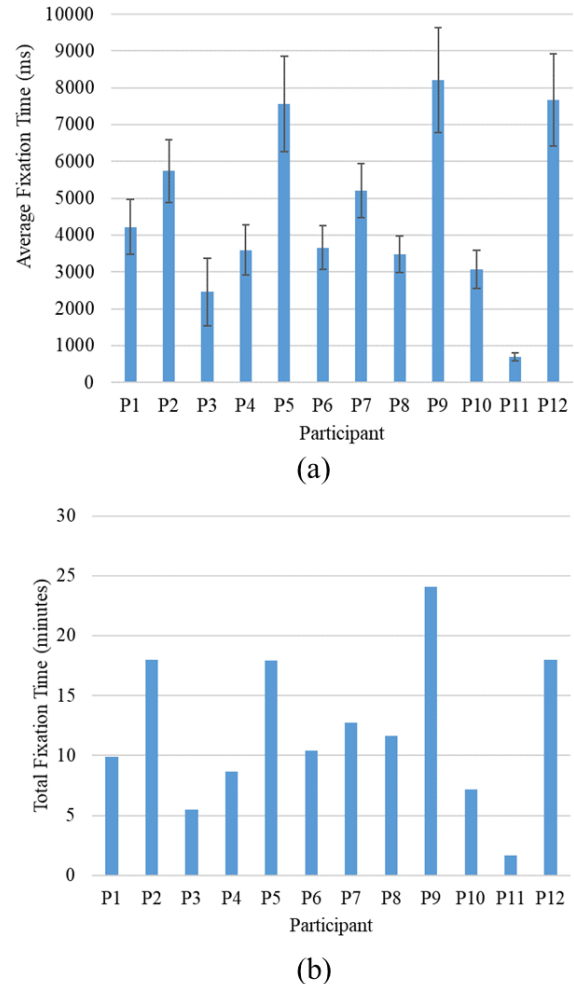 Average Fixation Time (ms)
10000
9000
8000
7000
6000
5000
4000
3000
2000
1000
0
P1 P2 P3 P4 P5 P6 P7 P8 P9 P10 P11 P12
Participant
(a)
Total Fixation Time (minutes)
30
25
20
15
10
5
0
P1 P2 P3 P4 P5 P6 P7 P8 P9 P10 P11 P12
Participant
(b)